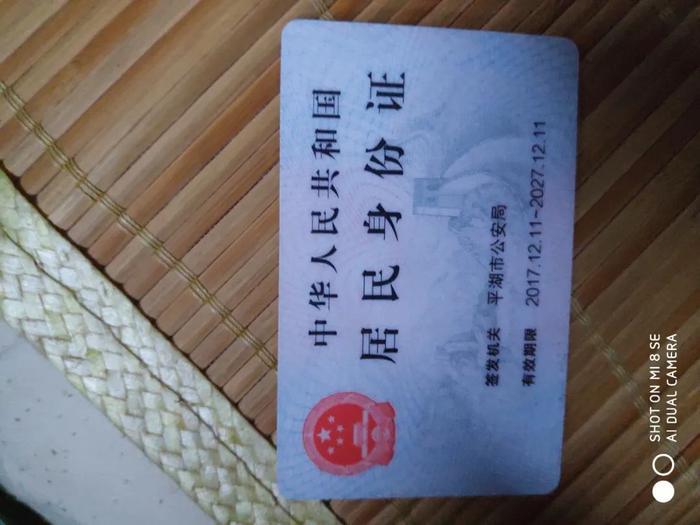 中华人民共和国
居民身份证
签发机关 平湖市公安局
有效期限 2017.12.11-2027.12.11
SHOT ON MI 8 SE
AI DUAL CAMERA